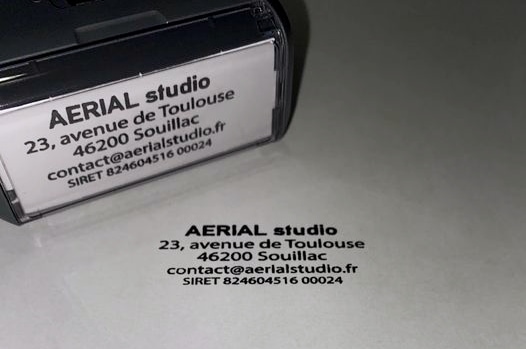 AERIAL studio
23, avenue de Toulouse
46200 Souillac
contact@aerialstudio.fr
SIRET 824604516 00024
AERIAL studio
23, avenue de Toulouse
46200 Souillac
contact@aerialstudio.fr
SIRET 824604516 00024